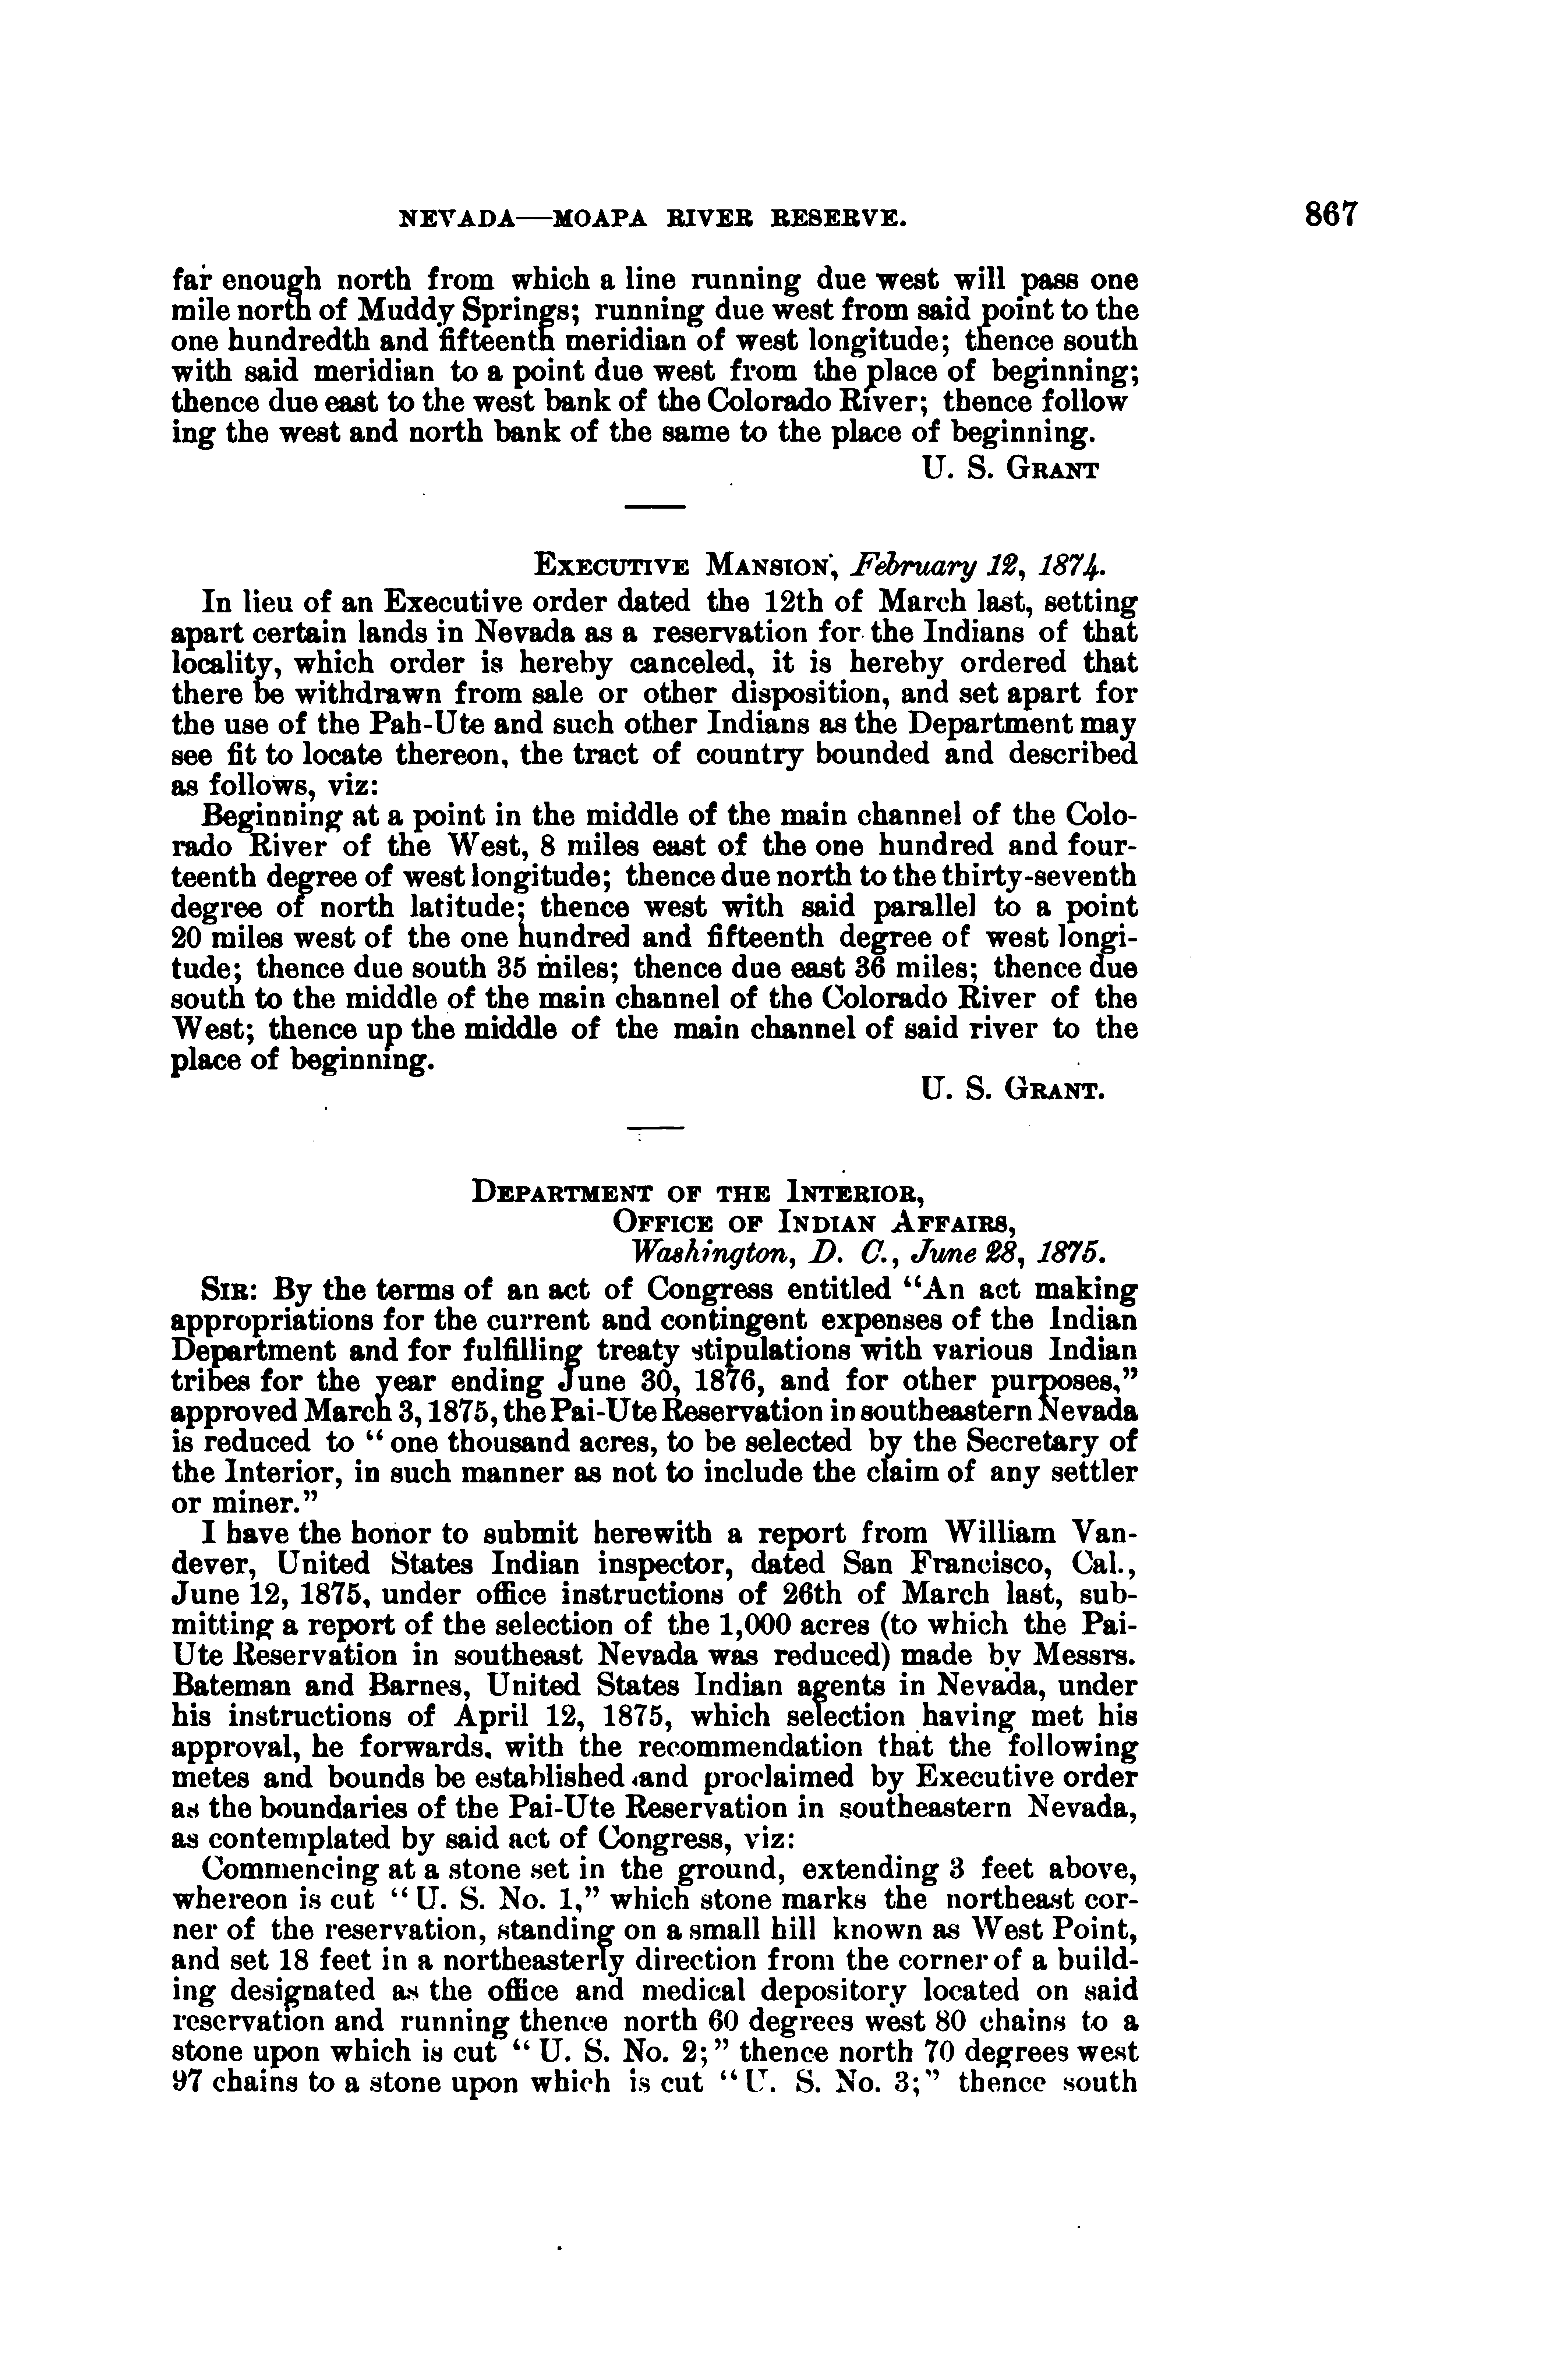 NEVADA—MOAPA RIVER RESERVE. 867
far enough north from which a line running due west will pass one
mile north of Muddy Springs; running due west from said point to the
one hundredth and fifteenth meridian of west longitude; thence south
with said meridian to a point due west from the place of beginning;
thence due east to the west bank of the Colorado River; thence follow
ing the west and north bank of the same to the place of beginning.
U. S. GRANT
EXECUTIVE MANSION, February 12, 1874.
In lieu of an Executive order dated the 12th of March last, setting
apart certain lands in Nevada as a reservation for the Indians of that
locality, which order is hereby canceled, it is hereby ordered that
there be withdrawn from sale or other disposition, and set apart for
the use of the Pah-Ute and such other Indians as the Department may
see fit to locate thereon, the tract of country bounded and described
as follows, viz:
Beginning at a point in the middle of the main channel of the Colo-
rado River of the West, 8 miles east of the one hundred and four-
teenth degree of west longitude; thence due north to the thirty-seventh
degree of north latitude; thence west with said parallel to a point
20 miles west of the one hundred and fifteenth degree of west longi-
tude; thence due south 35 miles; thence due east 36 miles; thence due
south to the middle of the main channel of the Colorado River of the
West; thence up the middle of the main channel of said river to the
place of beginning.
U. S. GRANT.
DEPARTMENT OF THE INTERIOR,
OFFICE OF INDIAN AFFAIRS,
Washington, D. C., June 28, 1875.
SIR: By the terms of an act of Congress entitled "An act making
appropriations for the current and contingent expenses of the Indian
Department and for fulfilling treaty stipulations with various Indian
tribes for the year ending June 30, 1876, and for other purposes,"
approved March 3, 1875, the Pai-Ute Reservation in southeastern Nevada
is reduced to "one thousand acres, to be selected by the Secretary of
the Interior, in such manner as not to include the claim of any settler
or miner."
I have the honor to submit herewith a report from William Van-
dever, United States Indian inspector, dated San Francisco, Cal.,
June 12, 1875, under office instructions of 26th of March last, sub-
mitting a report of the selection of the 1,000 acres (to which the Pai-
Ute Reservation in southeast Nevada was reduced) made by Messrs.
Bateman and Barnes, United States Indian agents in Nevada, under
his instructions of April 12, 1875, which selection having met his
approval, he forwards, with the recommendation that the following
metes and bounds be established and proclaimed by Executive order
as the boundaries of the Pai-Ute Reservation in southeastern Nevada,
as contemplated by said act of Congress, viz:
Commencing at a stone set in the ground, extending 3 feet above,
whereon is cut "U. S. No. 1," which stone marks the northeast cor-
ner of the reservation, standing on a small hill known as West Point,
and set 18 feet in a northeasterly direction from the corner of a build-
ing designated as the office and medical depository located on said
reservation and running thence north 60 degrees west 80 chains to a
stone upon which is cut "U. S. No. 2;" thence north 70 degrees west
97 chains to a stone upon which is cut "U. S. No. 3;" thence south